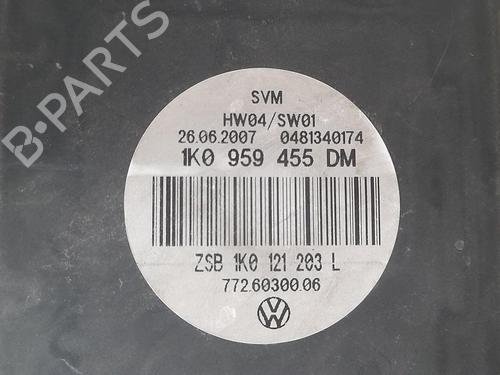 B-PARTS
SVM
HW04/SW01
26.06.2007 0481340174
1K0 959 455 DM
ZSB 1K0 121 203 L
772.60300.06
VW